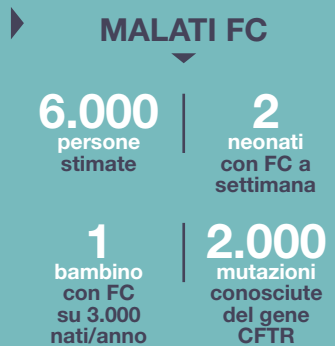 MALATI FC
6.000
persone
stimate
2
neonati
con FC a
settimana
1
bambino
con FC
su 3.000
nati/anno
2.000
mutazioni
conosciute
del gene
CFTR